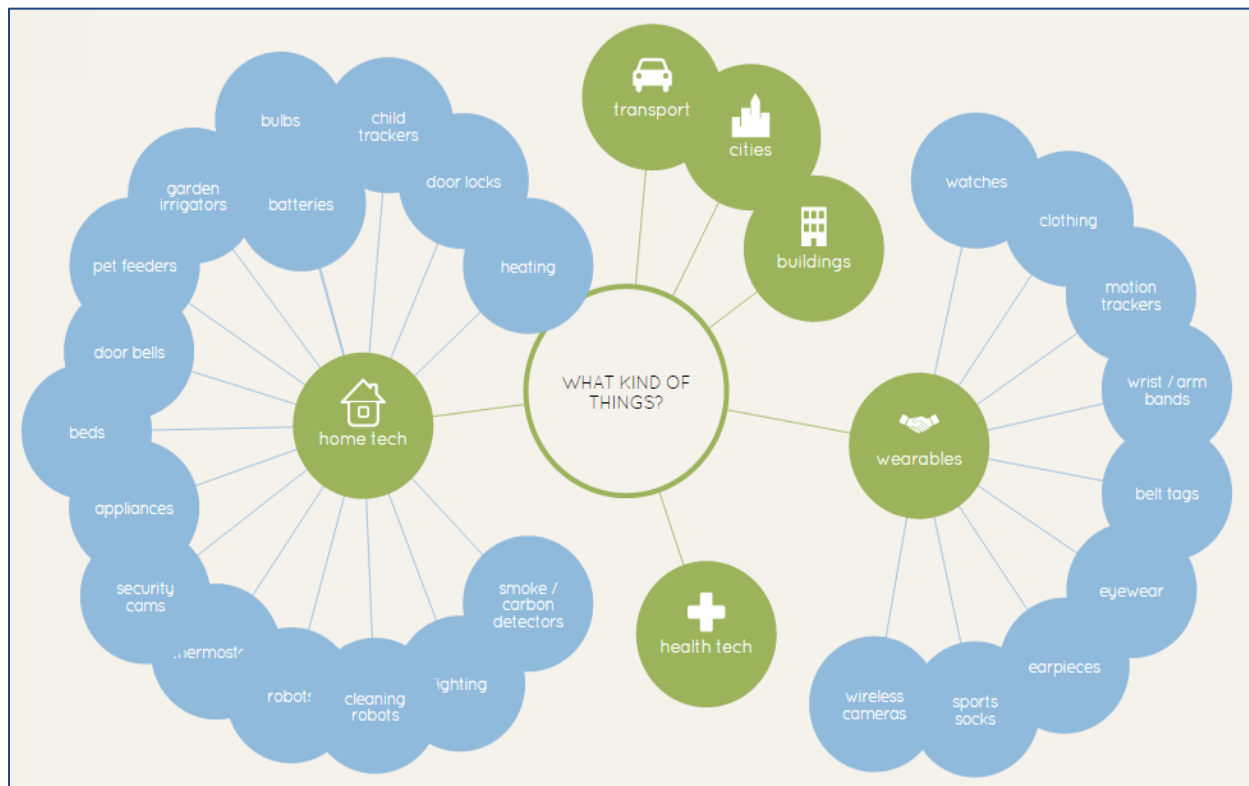 transport
cities
buildings
bulbs
child
trackers
door locks
heating
batteries
garden
irrigators
pet feeders
door bells
beds
appliances
security
cams
robots
cleaning
robots
smoke /
carbon
detectors
home tech
WHAT KIND OF
THINGS?
health tech
wearables
watches
clothing
motion
trackers
wrist / arm
bands
belt tags
eyewear
earpieces
sports
socks
wireless
cameras